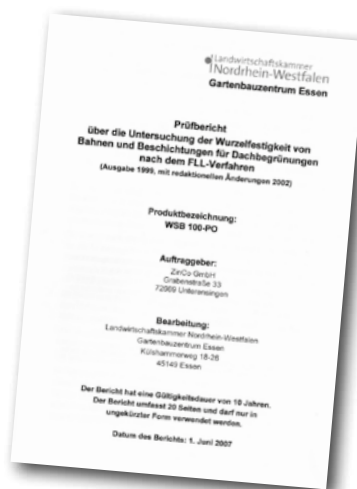 Landwirtschaftskammer
Nordrhein-Westfalen
Gartenbauzentrum Essen
Prüfbericht
über die Untersuchung der Wurzelfestigkeit von
Bahnen und Beschichtungen für Dachbegrünungen
nach dem FLL-Verfahren
(Ausgabe 1999, mit redaktionellen Änderungen 2002)
Produktbezeichnung:
WSB 100-PO
Auftraggeber:
ZinCo GmbH
Grabenstraße 33
72669 Unterensingen
Bearbeitung:
Landwirtschaftskammer Nordrhein-Westfalen
Gartenbauzentrum Essen
Külshammerweg 18-26
45149 Essen
Der Bericht hat eine Gültigkeitsdauer von 10 Jahren.
Der Bericht umfasst 20 Seiten und darf nur in
ungekürzter Form verwendet werden.
Datum des Berichts: 1. Juni 2007